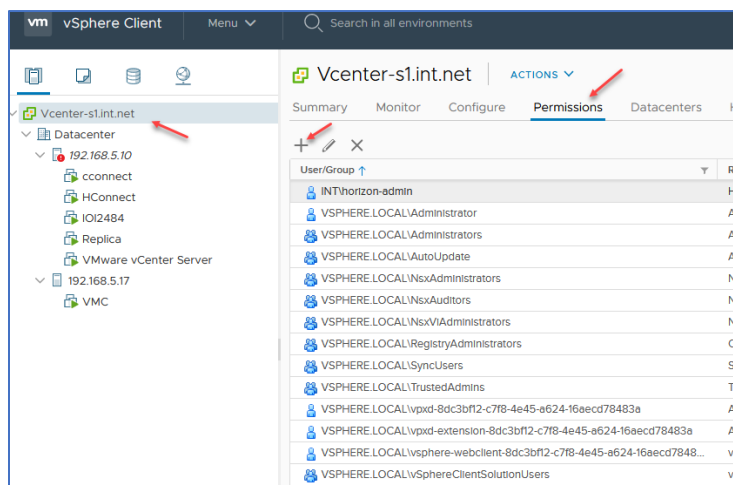 vm vSphere Client Menu Search in all environments
Vcenter-s1.int.net ACTIONS
Summary Monitor Configure Permissions Datacenters
Vcenter-s1.int.net
Datacenter
192.168.5.10
cconnect
HConnect
IOI2484
Replica
VMware vCenter Server
192.168.5.17
VMC
User/Group
INT\horizon-admin
VSPHERE.LOCAL\Administrator
VSPHERE.LOCAL\Administrators
VSPHERE.LOCAL\AutoUpdate
VSPHERE.LOCAL\NsxAdministrators
VSPHERE.LOCAL\NsxAuditors
VSPHERE.LOCAL\NsxViAdministrators
VSPHERE.LOCAL\RegistryAdministrators
VSPHERE.LOCAL\SyncUsers
VSPHERE.LOCAL\TrustedAdmins
VSPHERE.LOCAL\vpxd-8dc3bf12-c7f8-4e45-a624-16aecd78483a
VSPHERE.LOCAL\vpxd-extension-8dc3bf12-c7f8-4e45-a624-16aecd78483a
VSPHERE.LOCAL\vsphere-webclient-8dc3bf12-c7f8-4e45-a624-16aecd7848...
VSPHERE.LOCAL\vSphereClientSolutionUsers